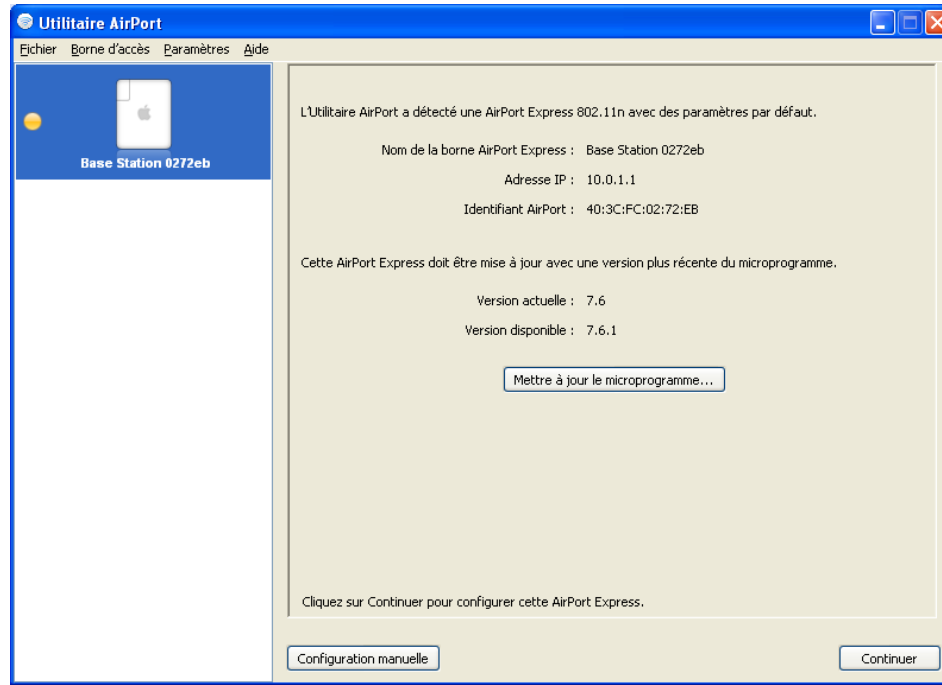 Utilitaire AirPort
Fichier Borne d'accès Paramètres Aide
Base Station 0272eb
L'Utilitaire AirPort a détecté une AirPort Express 802.11n avec des paramètres par défaut.
Nom de la borne AirPort Express : Base Station 0272eb
Adresse IP : 10.0.1.1
Identifiant AirPort : 40:3C:FC:02:72:EB
Cette AirPort Express doit être mise à jour avec une version plus récente du microprogramme.
Version actuelle : 7.6
Version disponible : 7.6.1
Mettre à jour le microprogramme...
Cliquez sur Continuer pour configurer cette AirPort Express.
Configuration manuelle Continuer